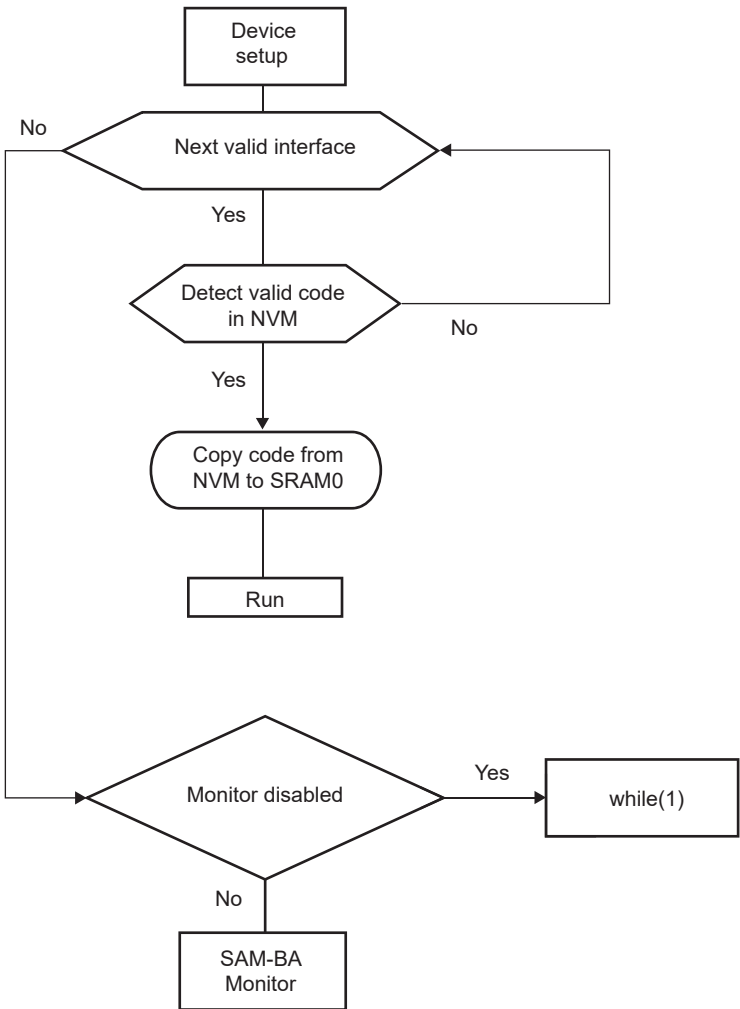 Device
setup
No
Next valid interface
Yes
Detect valid code
in NVM
No
Yes
Copy code from
NVM to SRAM0
Run
Monitor disabled
Yes
while(1)
No
SAM-BA
Monitor